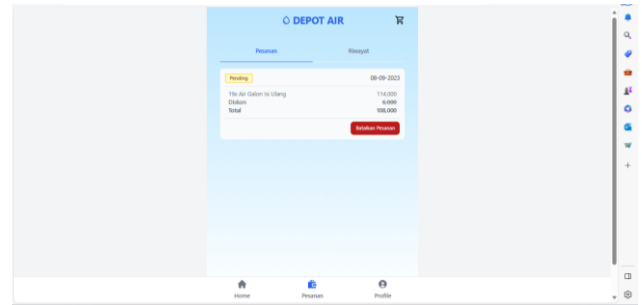 DEPOT AIR
Pesanan Riwayat
Pending 08-09-2023
19x Air Galon Isi Ulang 114,000
Diskon 6,000
Total 108,000
Batalkan Pesanan
Home Pesanan Profile